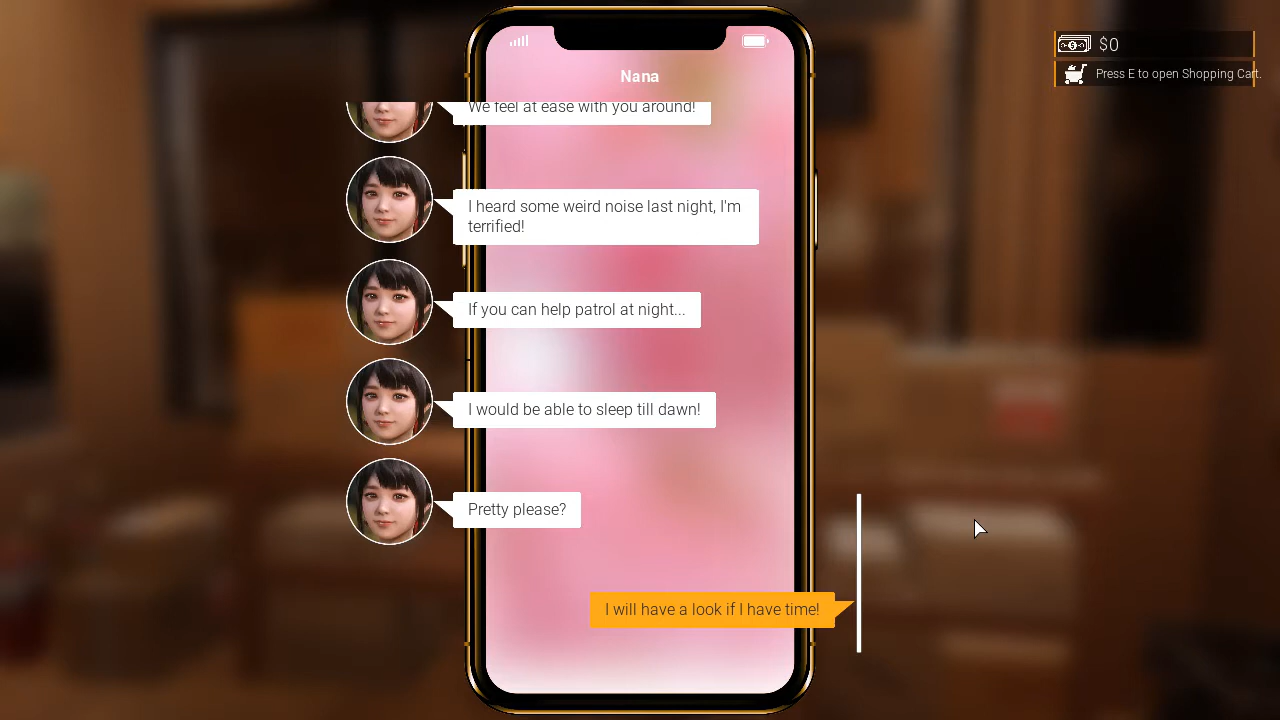 $0
Press E to open Shopping Cart.
Nana
We feel at ease with you around!
I heard some weird noise last night, I'm
terrified!
If you can help patrol at night...
I would be able to sleep till dawn!
Pretty please?
I will have a look if I have time!